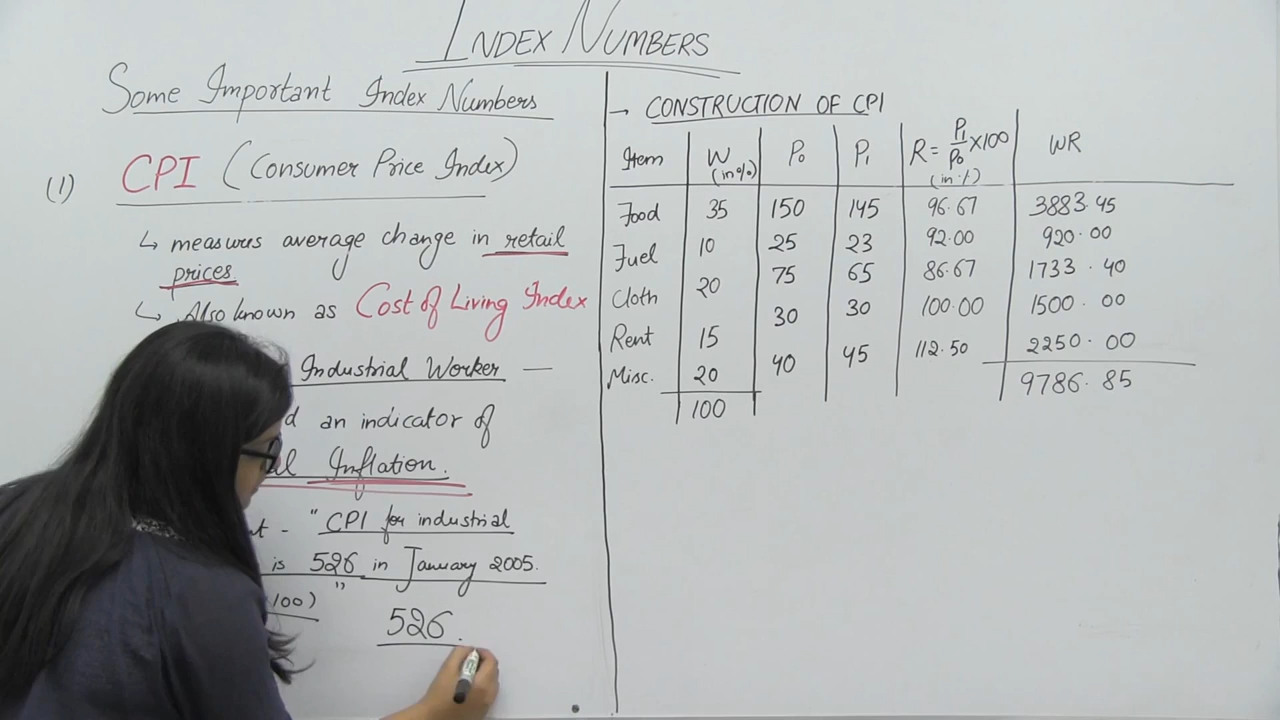 INDEX NUMBERS
Some Important Index Numbers
(1) CPI (Consumer Price Index)
↳ measures average change in retail
prices.
↳ Also known as Cost of Living Index
Industrial Worker —
an indicator of
Inflation.
- "CPI for industrial
is 526 in January 2005.
100) "
526.
→ CONSTRUCTION OF CPI
Item W (in %) P₀ P₁ R = P₁/P₀ × 100 (in %) WR
Food 35 150 145 96.67 3883.45
Fuel 10 25 23 92.00 920.00
Cloth 20 75 65 86.67 1733.40
Rent 15 30 30 100.00 1500.00
Misc. 20 40 45 112.50 2250.00
100 9786.85